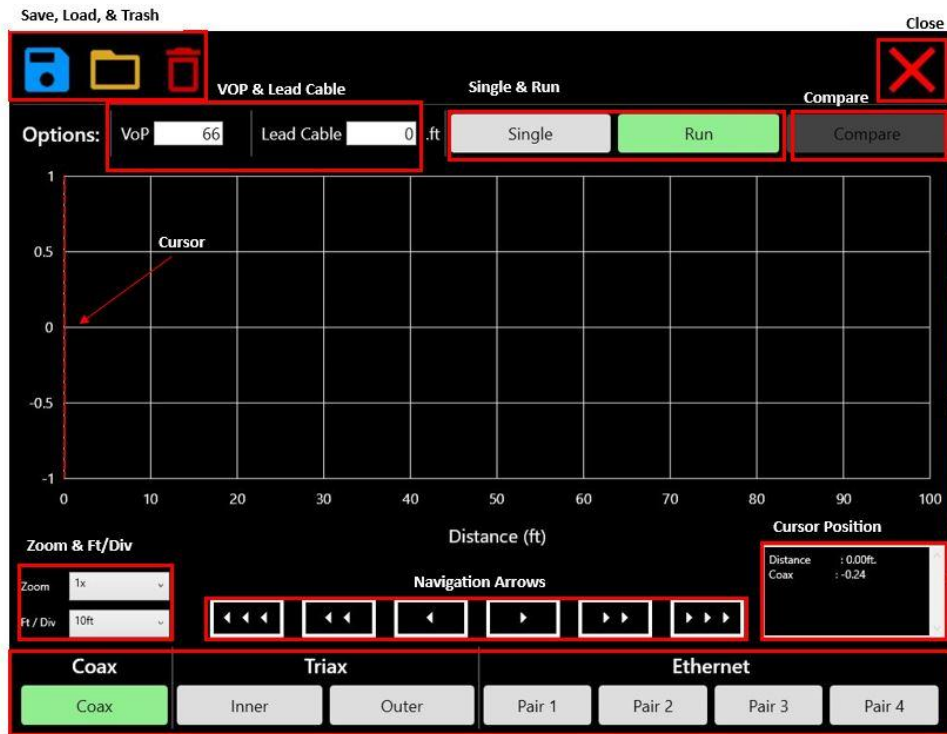 Save, Load, & Trash
Close
VOP & Lead Cable
Single & Run
Compare
Options:
VoP 66
Lead Cable 0 .ft
Single
Run
Compare
1
0.5
0
-0.5
-1
Cursor
0 10 20 30 40 50 60 70 80 90 100
Distance (ft)
Zoom & Ft/Div
Zoom 1x
Ft / Div 10ft
Navigation Arrows
Cursor Position
Distance : 0.00ft.
Coax : -0.24
Coax Triax Ethernet
Coax Inner Outer Pair 1 Pair 2 Pair 3 Pair 4